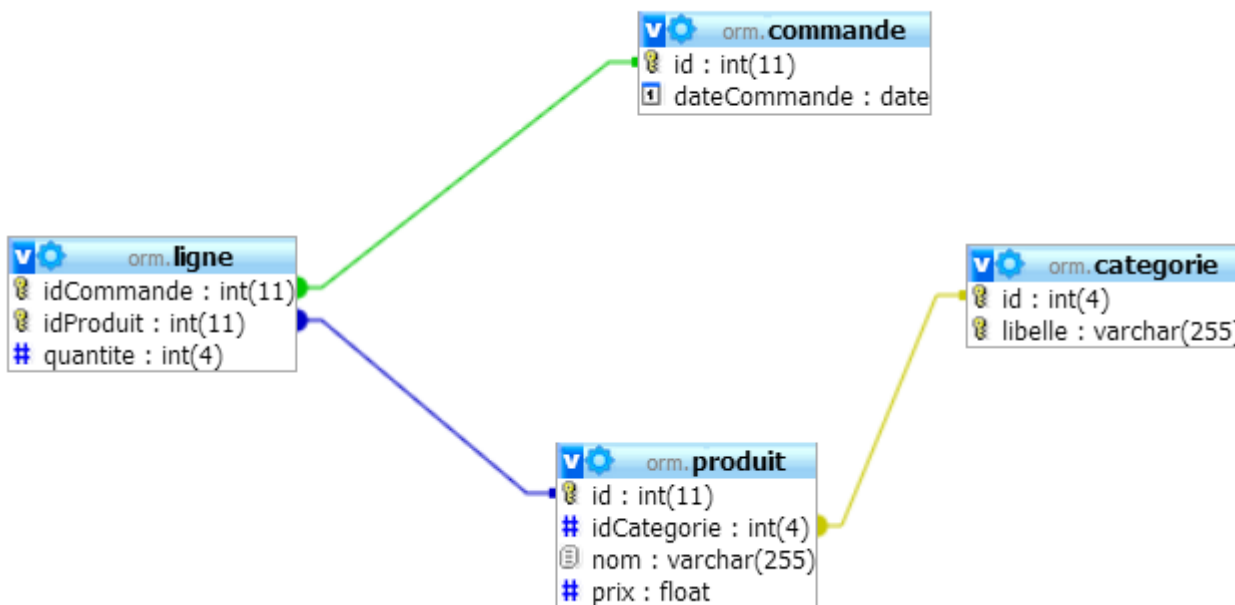 orm.commande
id : int(11)
dateCommande : date
orm.ligne
idCommande : int(11)
idProduit : int(11)
# quantite : int(4)
orm.categorie
id : int(4)
libelle : varchar(255)
orm.produit
id : int(11)
# idCategorie : int(4)
nom : varchar(255)
# prix : float